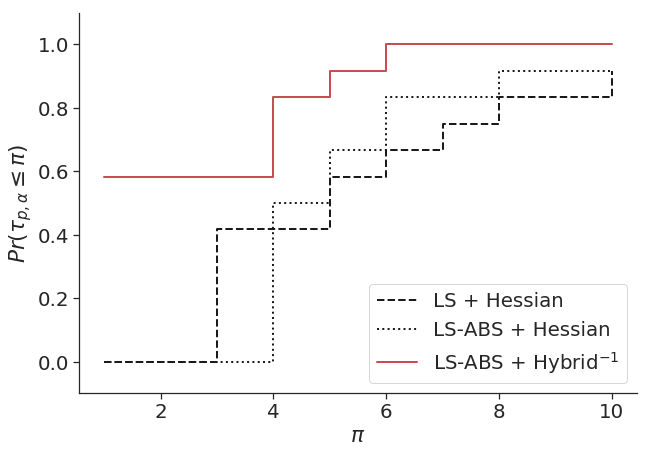 Pr(τ_{p, α} ≤ π)
1.0
0.8
0.6
0.4
0.2
0.0
LS + Hessian
LS-ABS + Hessian
LS-ABS + Hybrid⁻¹
2 4 6 8 10
π